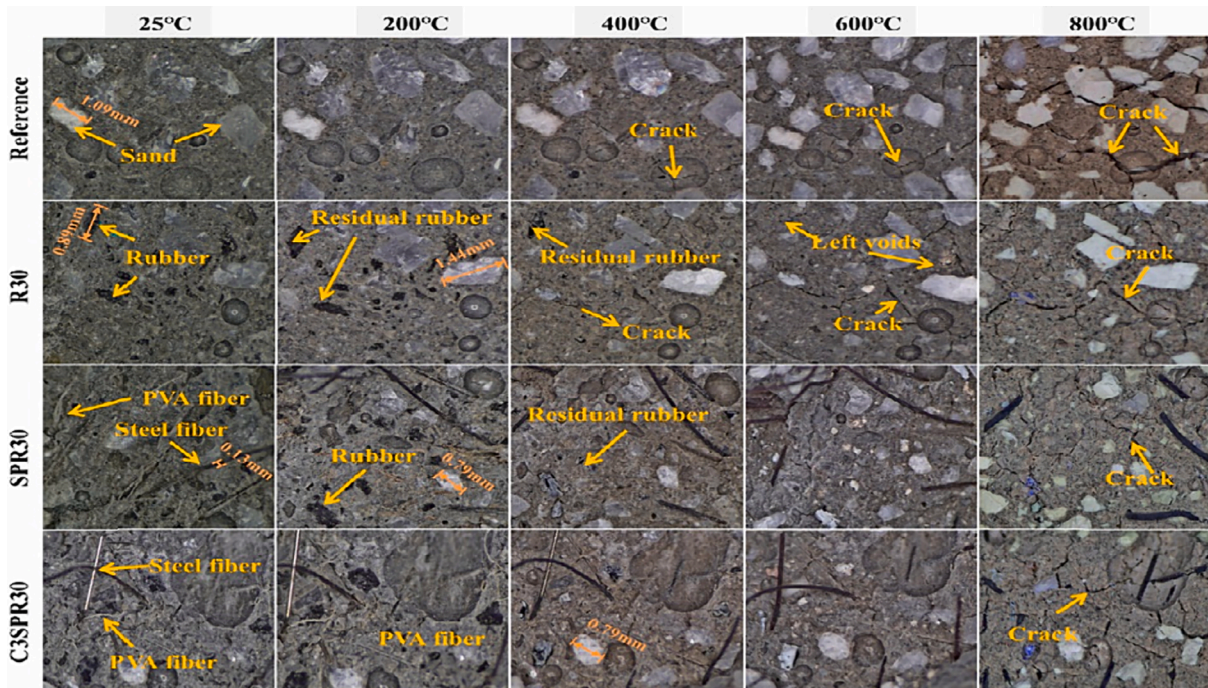 25°C 200°C 400°C 600°C 800°C
Reference
1.09mm
Sand
Crack
Crack
Crack
R30
0.89mm
Rubber
Residual rubber
1.44mm
Residual rubber
Crack
Left voids
Crack
Crack
SPR30
PVA fiber
Steel fiber
0.13mm
Rubber
0.79mm
Residual rubber
Crack
C3SPR30
Steel fiber
PVA fiber
PVA fiber
0.79mm
Crack